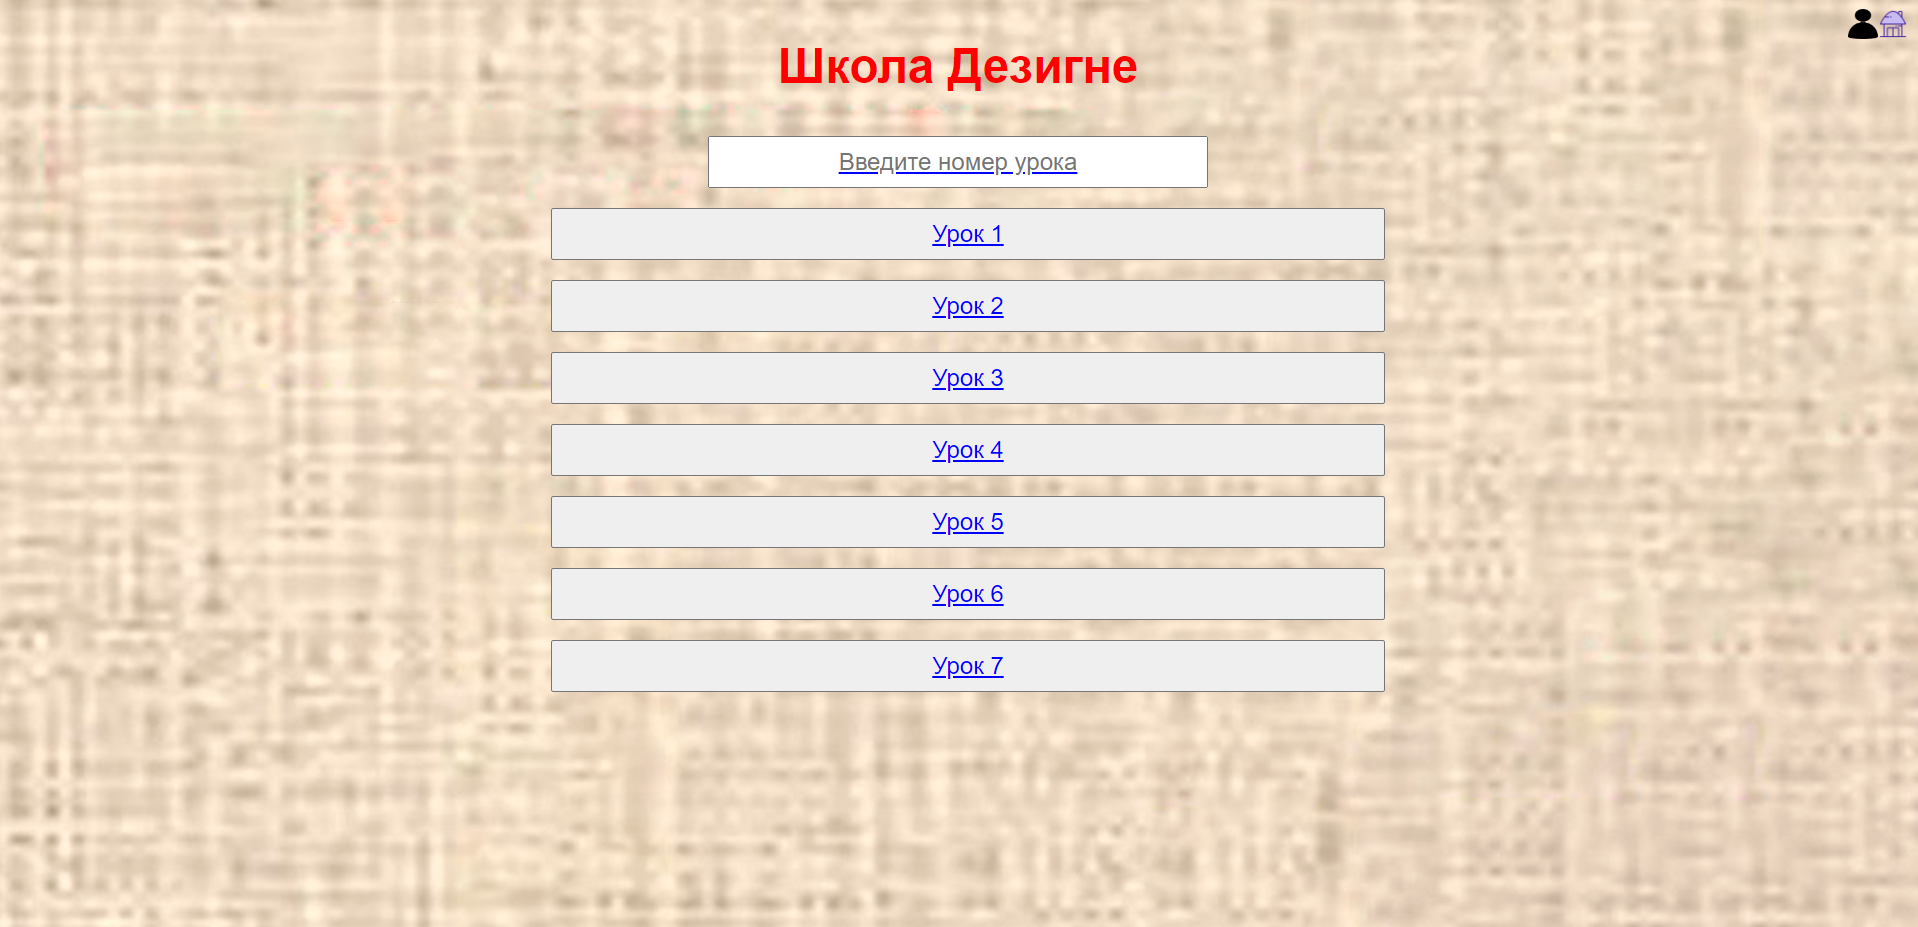 Школа Дезигне
Введите номер урока
Урок 1
Урок 2
Урок 3
Урок 4
Урок 5
Урок 6
Урок 7